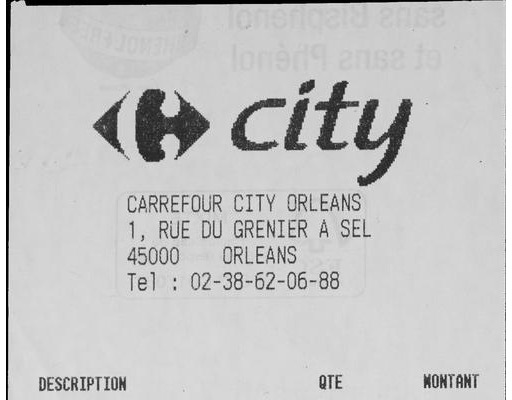 sans Bisphénol
et sans Phénol
city
CARREFOUR CITY ORLEANS
1, RUE DU GRENIER A SEL
45000 ORLEANS
Tel : 02-38-62-06-88
DESCRIPTION QTE MONTANT